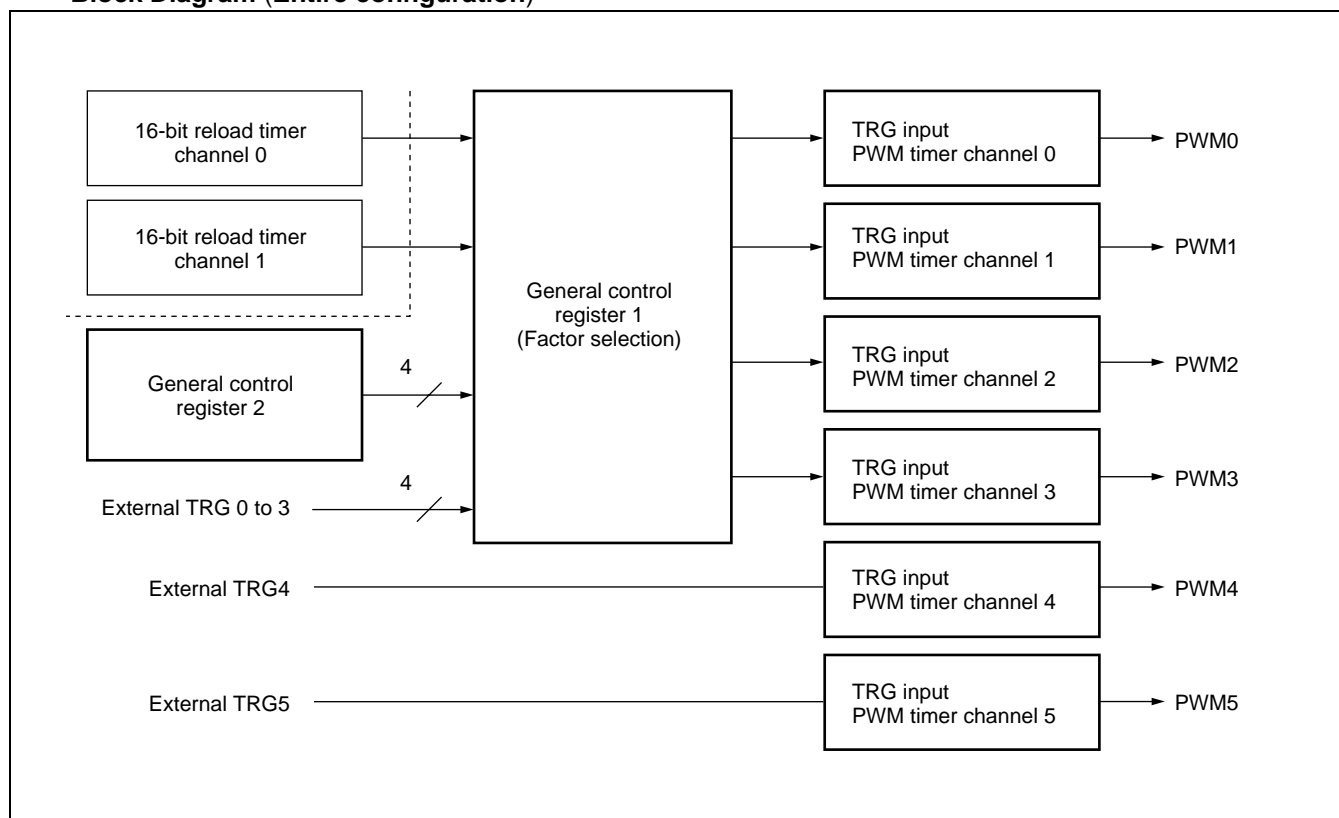 Block Diagram (Entire configuration)
16-bit reload timer
channel 0
16-bit reload timer
channel 1
General control
register 2
4
External TRG 0 to 3
4
External TRG4
External TRG5
General control
register 1
(Factor selection)
TRG input
PWM timer channel 0
PWM0
TRG input
PWM timer channel 1
PWM1
TRG input
PWM timer channel 2
PWM2
TRG input
PWM timer channel 3
PWM3
TRG input
PWM timer channel 4
PWM4
TRG input
PWM timer channel 5
PWM5